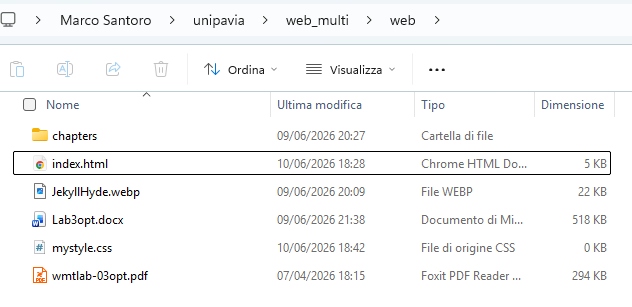 Marco Santoro > unipavia > web_multi > web >
Ordina Visualizza ...
Nome Ultima modifica Tipo Dimensione
chapters 09/06/2026 20:27 Cartella di file
index.html 10/06/2026 18:28 Chrome HTML Do... 5 KB
JekyllHyde.webp 09/06/2026 20:09 File WEBP 22 KB
Lab3opt.docx 09/06/2026 21:38 Documento di Mi... 518 KB
mystyle.css 10/06/2026 18:42 File di origine CSS 0 KB
wmtlab-03opt.pdf 07/04/2026 18:15 Foxit PDF Reader ... 294 KB